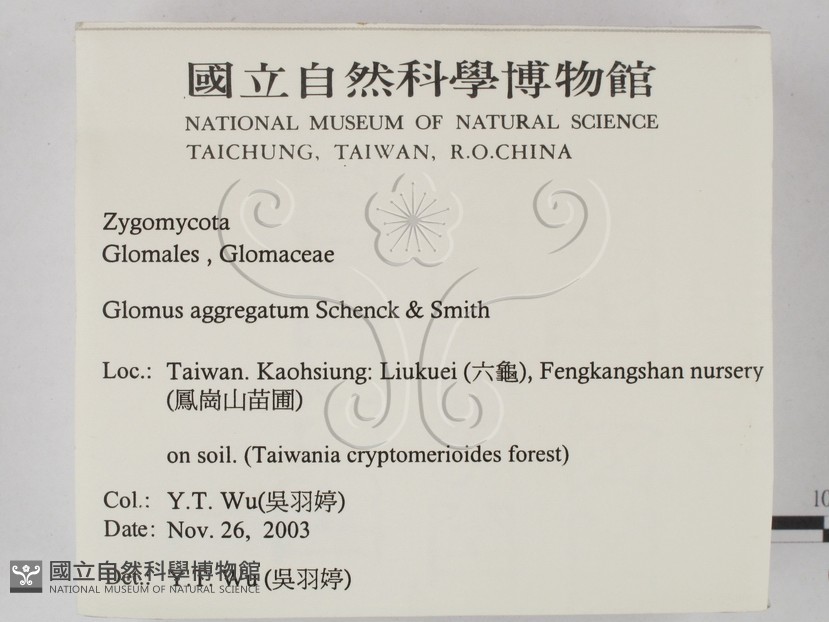 國立自然科學博物館
NATIONAL MUSEUM OF NATURAL SCIENCE
TAICHUNG, TAIWAN, R.O.CHINA
Zygomycota
Glomales , Glomaceae
Glomus aggregatum Schenck & Smith
Loc.: Taiwan. Kaohsiung: Liukuei (六龜), Fengkangshan nursery
(鳳崗山苗圃)
on soil. (Taiwania cryptomerioides forest)
Col.: Y.T. Wu(吳羽婷)
Date: Nov. 26, 2003
Det.: Y.T. Wu (吳羽婷)
國立自然科學博物館
NATIONAL MUSEUM OF NATURAL SCIENCE
10